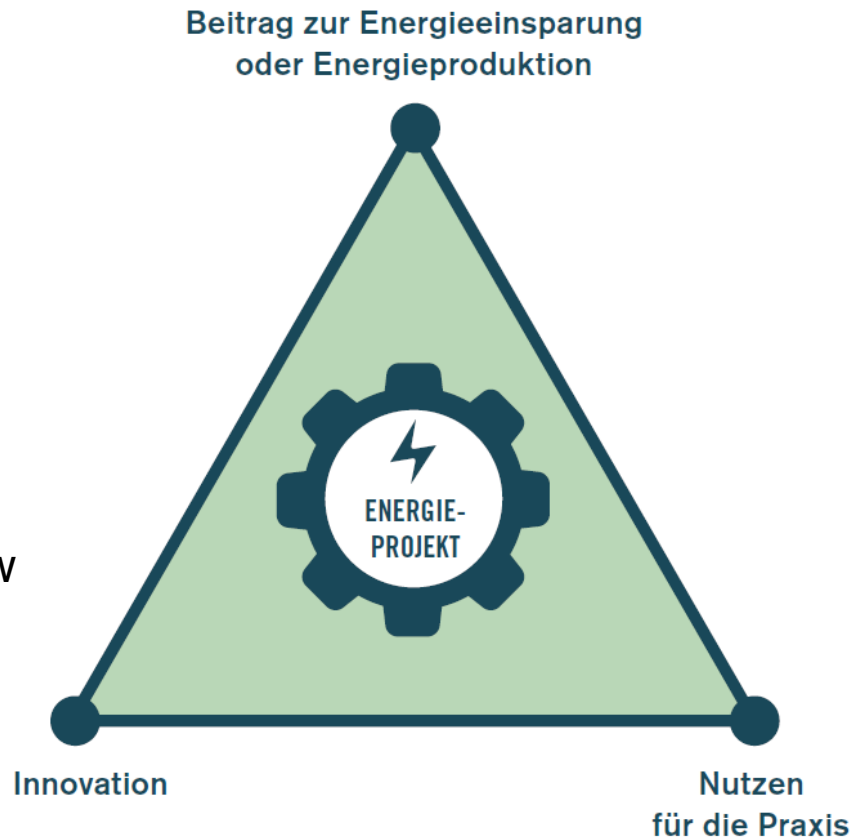 Beitrag zur Energieeinsparung
oder Energieproduktion
ENERGIE-
PROJEKT
w
Innovation
Nutzen
für die Praxis